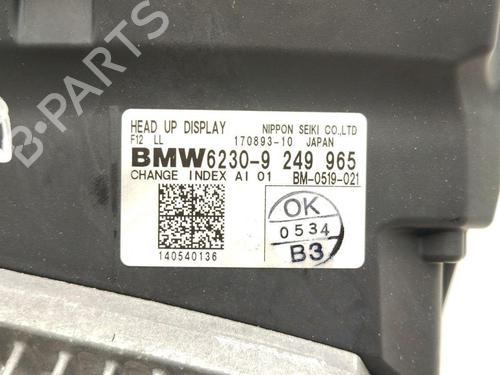 HEAD UP DISPLAY NIPPON SEIKI CO.,LTD
F12 LL 170893-10 JAPAN
BMW6230-9 249 965
CHANGE INDEX AI 01 BM-0519-021
140540136
OK
0534
B3
B-PARTS